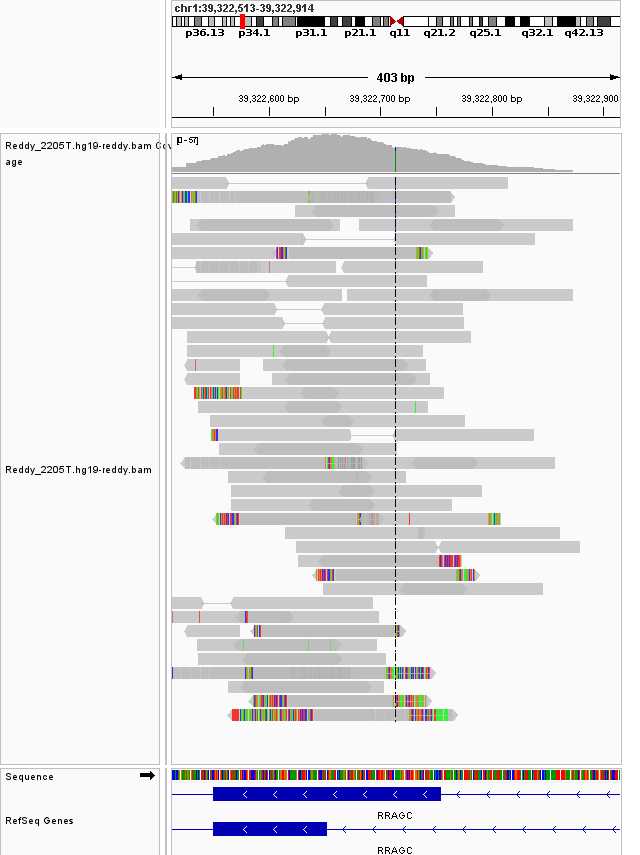 chr1:39,322,513-39,322,914
p36.13 p34.1 p31.1 p21.1 q11 q21.2 q25.1 q32.1 q42.13
403 bp
39,322,600 bp 39,322,700 bp 39,322,800 bp 39,322,900
Reddy_2205T.hg19-reddy.bam Cov
age
[0 - 57]
Reddy_2205T.hg19-reddy.bam
Sequence
RefSeq Genes
RRAGC
RRAGC